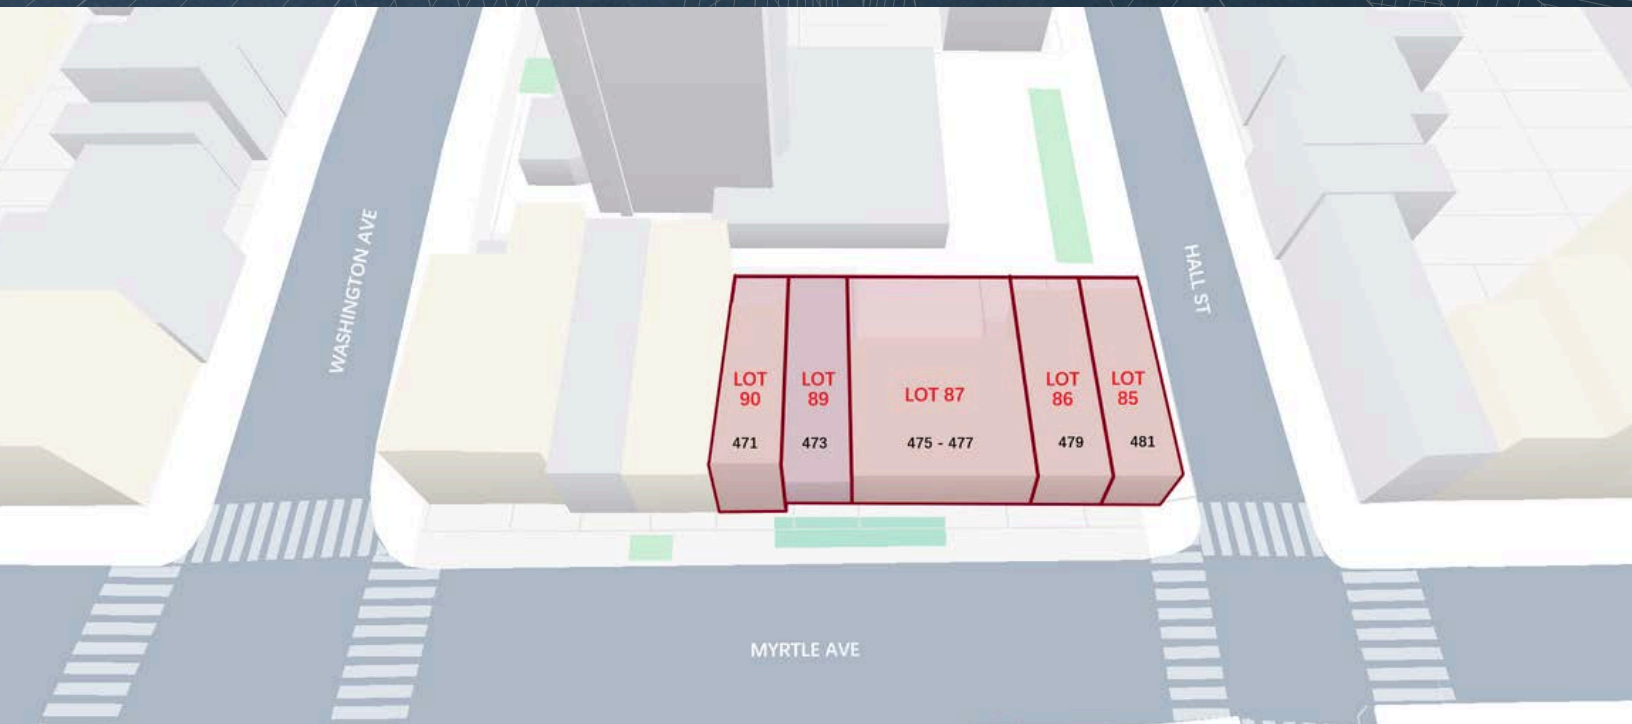 WASHINGTON AVE
HALL ST
LOT
90
LOT
89
LOT 87
LOT
86
LOT
85
471
473
475 - 477
479
481
MYRTLE AVE